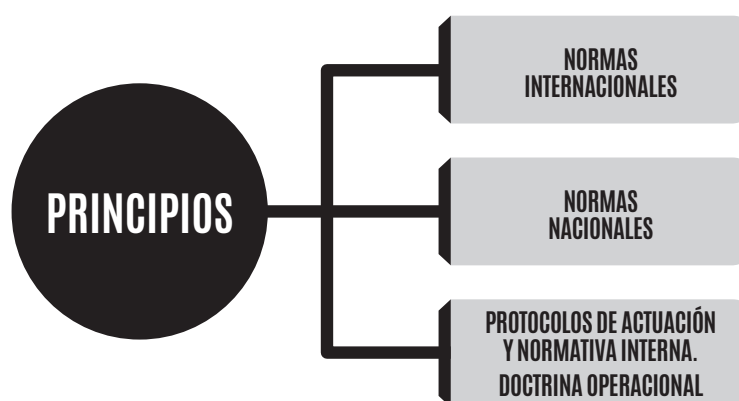 PRINCIPIOS
NORMAS
INTERNACIONALES
NORMAS
NACIONALES
PROTOCOLOS DE ACTUACIÓN
Y NORMATIVA INTERNA.
DOCTRINA OPERACIONAL